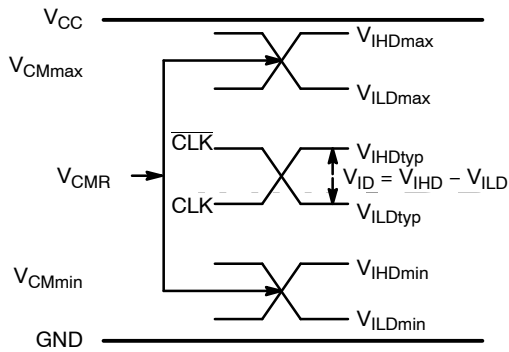 VCC
VIHDmax
VCMmax
VILDmax
CLK
VIHDtyp
VCMR
VID = VIHD − VILD
CLK
VILDtyp
VCMmin
VIHDmin
VILDmin
GND